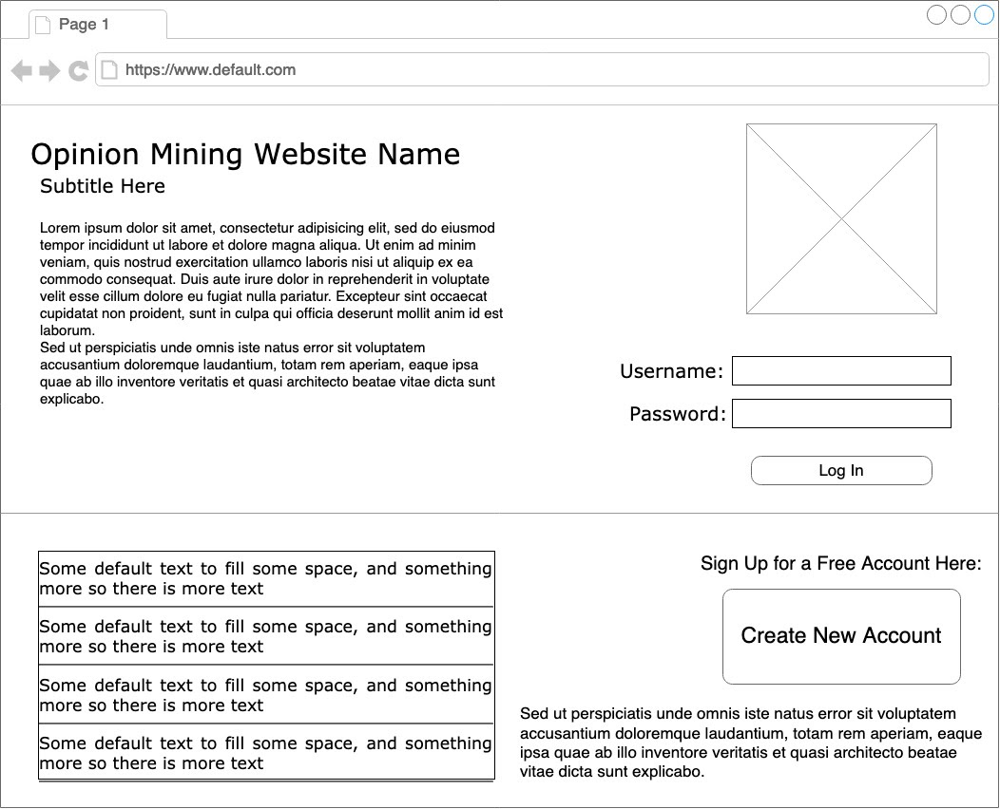 Page 1
https://www.default.com
Opinion Mining Website Name
Subtitle Here
Lorem ipsum dolor sit amet, consectetur adipisicing elit, sed do eiusmod
tempor incididunt ut labore et dolore magna aliqua. Ut enim ad minim
veniam, quis nostrud exercitation ullamco laboris nisi ut aliquip ex ea
commodo consequat. Duis aute irure dolor in reprehenderit in voluptate
velit esse cillum dolore eu fugiat nulla pariatur. Excepteur sint occaecat
cupidatat non proident, sunt in culpa qui officia deserunt mollit anim id est
laborum.
Sed ut perspiciatis unde omnis iste natus error sit voluptatem
accusantium doloremque laudantium, totam rem aperiam, eaque ipsa
quae ab illo inventore veritatis et quasi architecto beatae vitae dicta sunt
explicabo.
Username:
Password:
Log In
Some default text to fill some space, and something
more so there is more text
Some default text to fill some space, and something
more so there is more text
Some default text to fill some space, and something
more so there is more text
Some default text to fill some space, and something
more so there is more text
Sign Up for a Free Account Here:
Create New Account
Sed ut perspiciatis unde omnis iste natus error sit voluptatem
accusantium doloremque laudantium, totam rem aperiam, eaque
ipsa quae ab illo inventore veritatis et quasi architecto beatae
vitae dicta sunt explicabo.